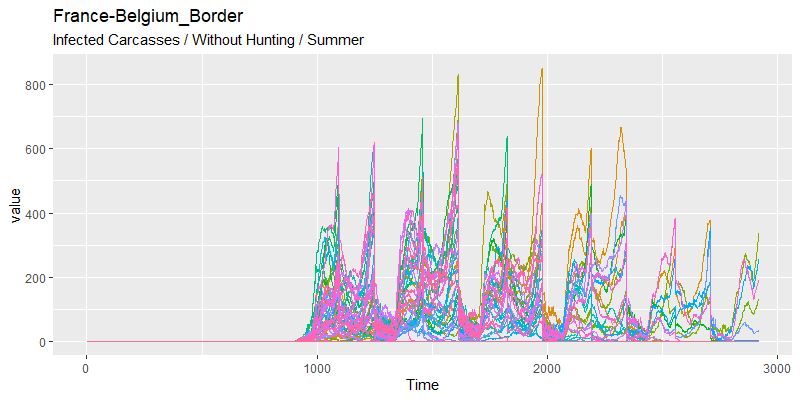 France-Belgium_Border
Infected Carcasses / Without Hunting / Summer
800
600
400
200
0
value
0 1000 2000 3000
Time